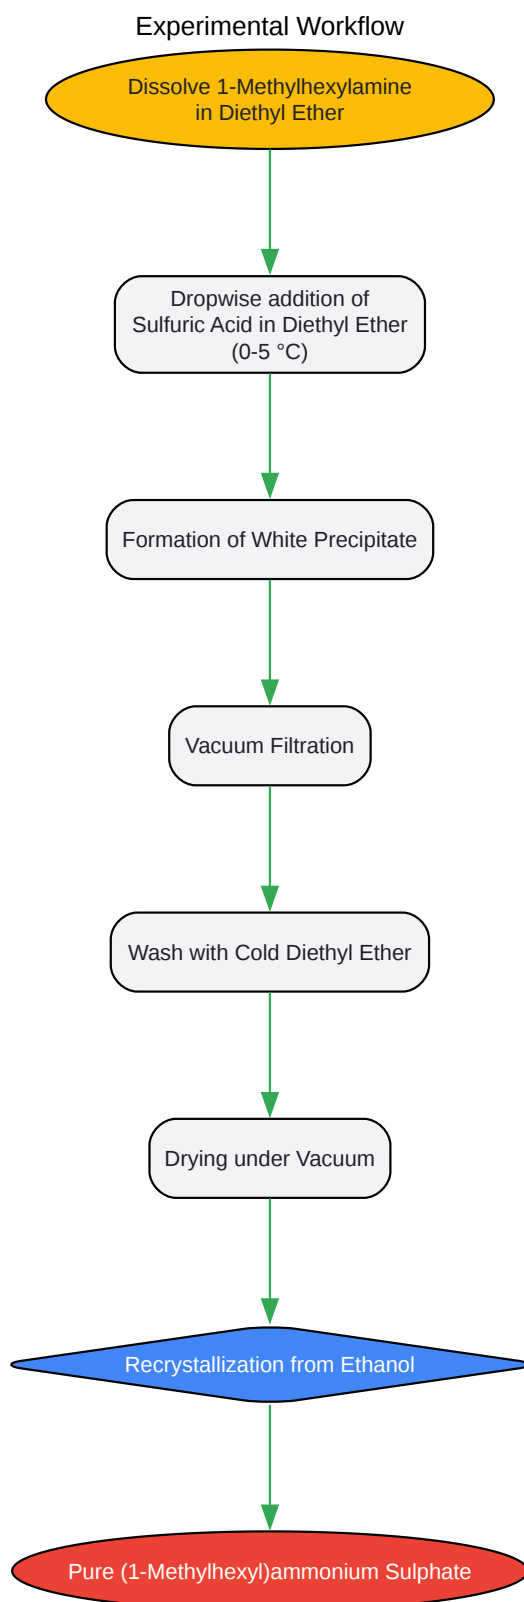 Experimental Workflow
Dissolve 1-Methylhexylamine
in Diethyl Ether
Dropwise addition of
Sulfuric Acid in Diethyl Ether
(0-5 °C)
Formation of White Precipitate
Vacuum Filtration
Wash with Cold Diethyl Ether
Drying under Vacuum
Recrystallization from Ethanol
Pure (1-Methylhexyl)ammonium Sulphate